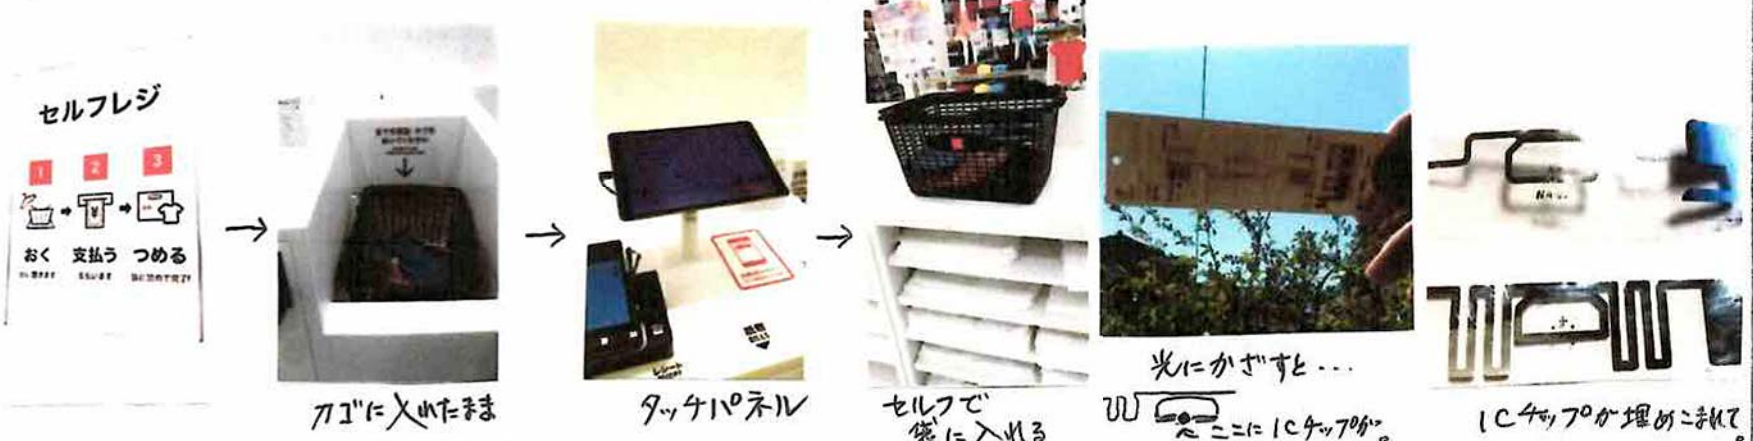 セルフレジ
1
2
3
おく
支払う
つめる
カゴに入れたまま
タッチパネル
セルフで
袋に入れる
光にかざすと...
ここにICチップが。
ICチップが埋めこまれて